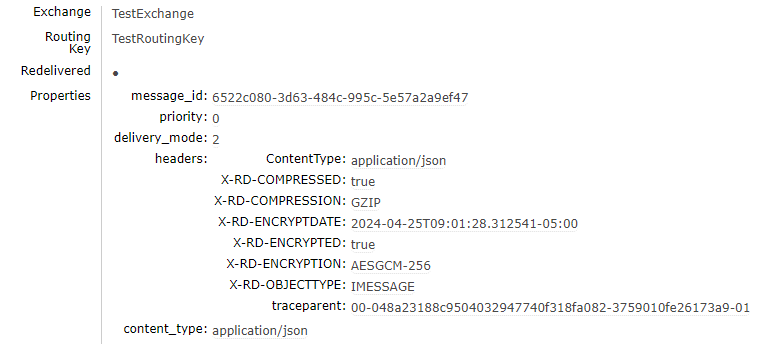 Exchange TestExchange
Routing Key TestRoutingKey
Redelivered ●
Properties message_id: 6522c080-3d63-484c-995c-5e57a2a9ef47
priority: 0
delivery_mode: 2
headers: ContentType: application/json
X-RD-COMPRESSED: true
X-RD-COMPRESSION: GZIP
X-RD-ENCRYPTDATE: 2024-04-25T09:01:28.312541-05:00
X-RD-ENCRYPTED: true
X-RD-ENCRYPTION: AESGCM-256
X-RD-OBJECTTYPE: IMESSAGE
traceparent: 00-048a23188c9504032947740f318fa082-3759010fe26173a9-01
content_type: application/json